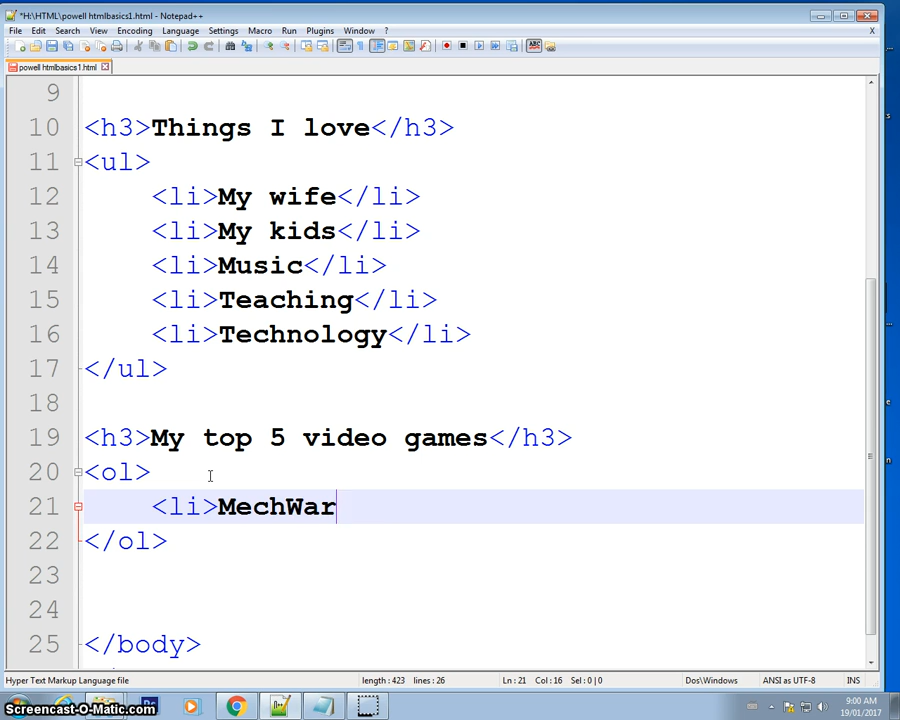 *H:\HTML\powell htmlbasics1.html - Notepad++
File Edit Search View Encoding Language Settings Macro Run Plugins Window ? X
powell htmlbasics1.html
9
10 <h3>Things I love</h3>
11 <ul>
12 <li>My wife</li>
13 <li>My kids</li>
14 <li>Music</li>
15 <li>Teaching</li>
16 <li>Technology</li>
17 </ul>
18
19 <h3>My top 5 video games</h3>
20 <ol>
21 <li>MechWar
22 </ol>
23
24
25 </body>
Hyper Text Markup Language file length : 423 lines : 26 Ln : 21 Col : 16 Sel : 0 | 0 Dos\Windows ANSI as UTF-8 INS
9:00 AM
19/01/2017
Screencast-O-Matic.com